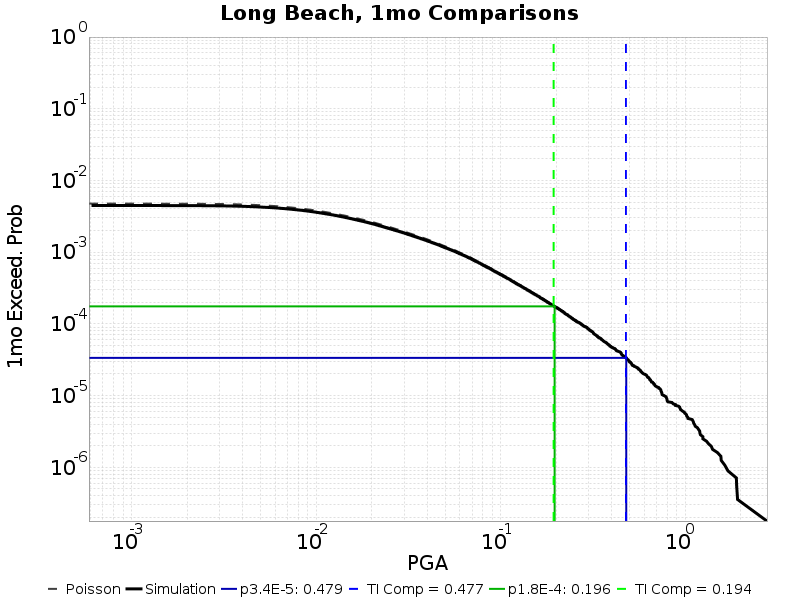 Long Beach, 1mo Comparisons
1mo Exceed. Prob
10^0
10^-1
10^-2
10^-3
10^-4
10^-5
10^-6
10^-3 10^-2 10^-1 10^0
PGA
Poisson Simulation p3.4E-5: 0.479 TI Comp = 0.477 p1.8E-4: 0.196 TI Comp = 0.194